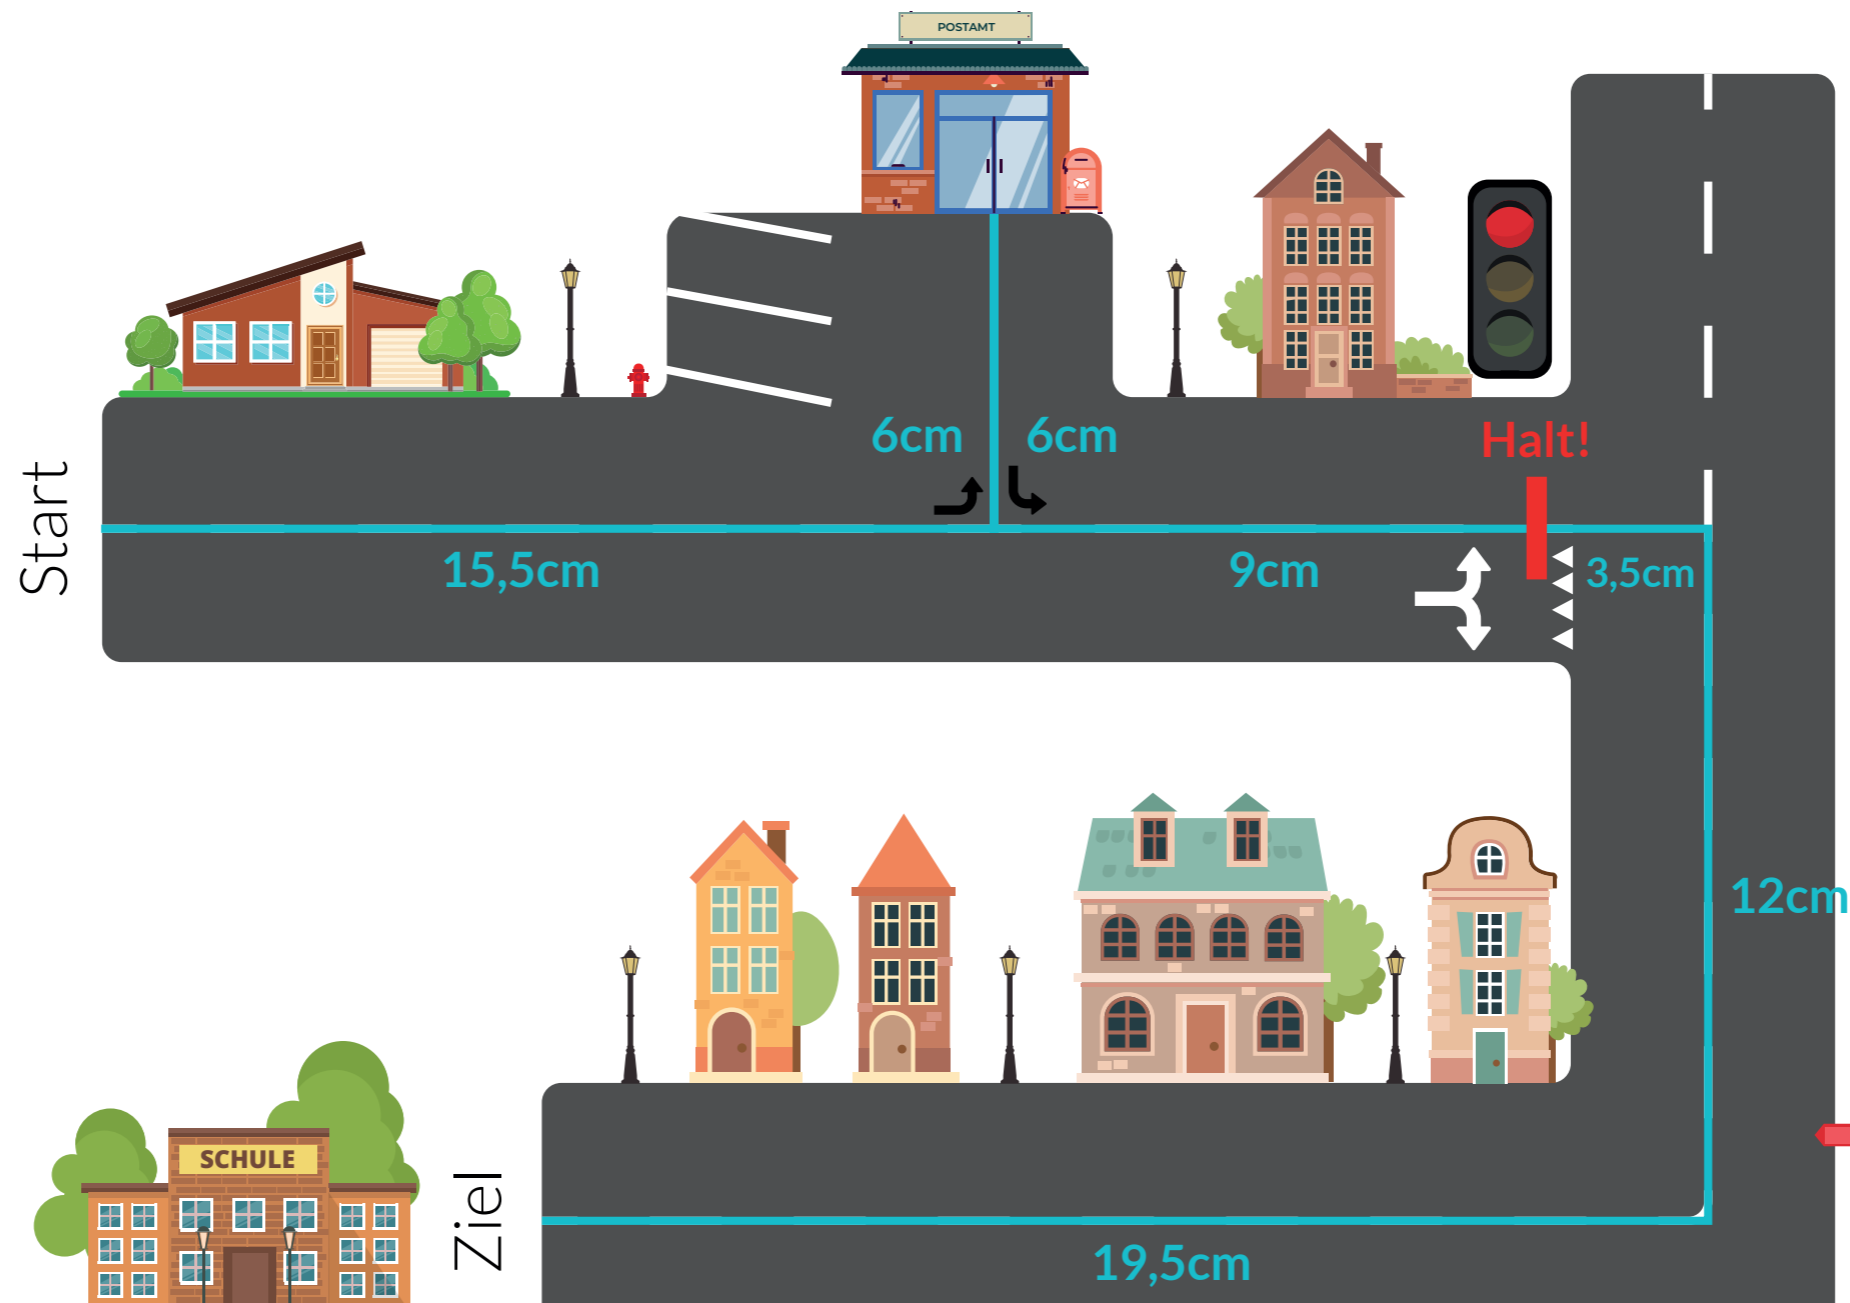 POSTAMT
6cm 6cm
Halt!
Start
15,5cm
9cm
3,5cm
12cm
SCHULE
Ziel
19,5cm